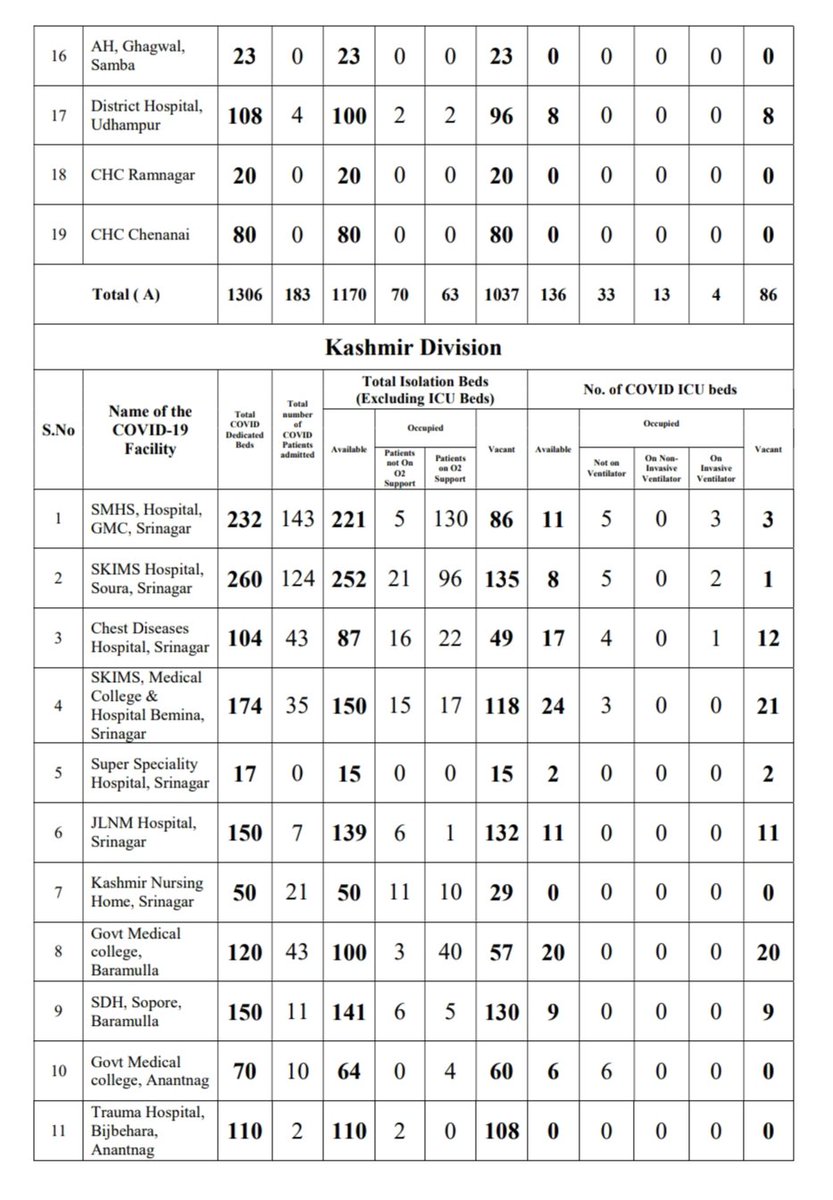 16 AH, Ghagwal, Samba 23 0 23 0 0 23 0 0 0 0 0
17 District Hospital, Udhampur 108 4 100 2 2 96 8 0 0 0 8
18 CHC Ramnagar 20 0 20 0 0 20 0 0 0 0 0
19 CHC Chenanai 80 0 80 0 0 80 0 0 0 0 0
Total ( A) 1306 183 1170 70 63 1037 136 33 13 4 86
Kashmir Division
S.No
Name of the COVID-19 Facility
Total COVID Dedicated Beds
Total number of COVID Patients admitted
Total Isolation Beds (Excluding ICU Beds)
Available
Occupied
Patients not On O2 Support
Patients on O2 Support
Vacant
No. of COVID ICU beds
Available
Occupied
Not on Ventilator
On Non-Invasive Ventilator
On Invasive Ventilator
Vacant
1 SMHS, Hospital, GMC, Srinagar 232 143 221 5 130 86 11 5 0 3 3
2 SKIMS Hospital, Soura, Srinagar 260 124 252 21 96 135 8 5 0 2 1
3 Chest Diseases Hospital, Srinagar 104 43 87 16 22 49 17 4 0 1 12
4 SKIMS, Medical College & Hospital Bemina, Srinagar 174 35 150 15 17 118 24 3 0 0 21
5 Super Speciality Hospital, Srinagar 17 0 15 0 0 15 2 0 0 0 2
6 JLNM Hospital, Srinagar 150 7 139 6 1 132 11 0 0 0 11
7 Kashmir Nursing Home, Srinagar 50 21 50 11 10 29 0 0 0 0 0
8 Govt Medical college, Baramulla 120 43 100 3 40 57 20 0 0 0 20
9 SDH, Sopore, Baramulla 150 11 141 6 5 130 9 0 0 0 9
10 Govt Medical college, Anantnag 70 10 64 0 4 60 6 6 0 0 0
11 Trauma Hospital, Bijbehara, Anantnag 110 2 110 2 0 108 0 0 0 0 0